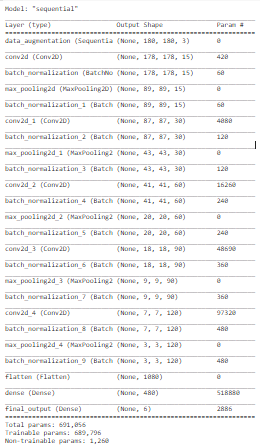 Model: "sequential"
Layer (type) Output Shape Param #
data_augmentation (Sequentia (None, 180, 180, 3) 0
conv2d (Conv2D) (None, 178, 178, 15) 420
batch_normalization (BatchNo (None, 178, 178, 15) 60
max_pooling2d (MaxPooling2D) (None, 89, 89, 15) 0
batch_normalization_1 (Batch (None, 89, 89, 15) 60
conv2d_1 (Conv2D) (None, 87, 87, 30) 4080
batch_normalization_2 (Batch (None, 87, 87, 30) 120
max_pooling2d_1 (MaxPooling2 (None, 43, 43, 30) 0
batch_normalization_3 (Batch (None, 43, 43, 30) 120
conv2d_2 (Conv2D) (None, 41, 41, 60) 16260
batch_normalization_4 (Batch (None, 41, 41, 60) 240
max_pooling2d_2 (MaxPooling2 (None, 20, 20, 60) 0
batch_normalization_5 (Batch (None, 20, 20, 60) 240
conv2d_3 (Conv2D) (None, 18, 18, 90) 48690
batch_normalization_6 (Batch (None, 18, 18, 90) 360
max_pooling2d_3 (MaxPooling2 (None, 9, 9, 90) 0
batch_normalization_7 (Batch (None, 9, 9, 90) 360
conv2d_4 (Conv2D) (None, 7, 7, 120) 97320
batch_normalization_8 (Batch (None, 7, 7, 120) 480
max_pooling2d_4 (MaxPooling2 (None, 3, 3, 120) 0
batch_normalization_9 (Batch (None, 3, 3, 120) 480
flatten (Flatten) (None, 1080) 0
dense (Dense) (None, 480) 518880
final_output (Dense) (None, 6) 2886
Total params: 691,056
Trainable params: 689,796
Non-trainable params: 1,260